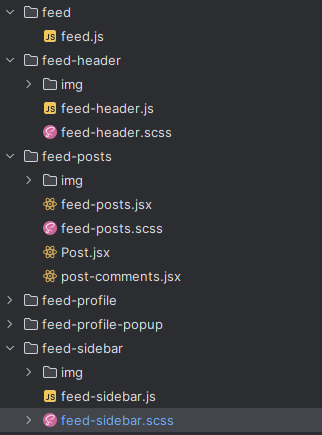 feed
JS feed.js
feed-header
img
JS feed-header.js
feed-header.scss
feed-posts
img
feed-posts.jsx
feed-posts.scss
Post.jsx
post-comments.jsx
feed-profile
feed-profile-popup
feed-sidebar
img
JS feed-sidebar.js
feed-sidebar.scss